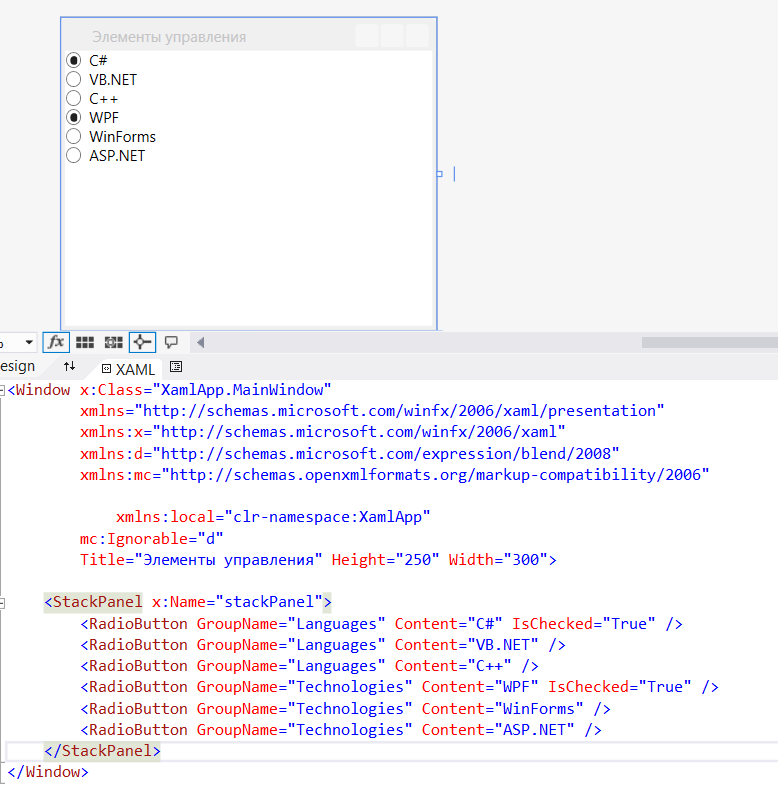 Элементы управления
C#
VB.NET
C++
WPF
WinForms
ASP.NET
fx
esign XAML
<Window x:Class="XamlApp.MainWindow"
xmlns="http://schemas.microsoft.com/winfx/2006/xaml/presentation"
xmlns:x="http://schemas.microsoft.com/winfx/2006/xaml"
xmlns:d="http://schemas.microsoft.com/expression/blend/2008"
xmlns:mc="http://schemas.openxmlformats.org/markup-compatibility/2006"
xmlns:local="clr-namespace:XamlApp"
mc:Ignorable="d"
Title="Элементы управления" Height="250" Width="300">
<StackPanel x:Name="stackPanel">
<RadioButton GroupName="Languages" Content="C#" IsChecked="True" />
<RadioButton GroupName="Languages" Content="VB.NET" />
<RadioButton GroupName="Languages" Content="C++" />
<RadioButton GroupName="Technologies" Content="WPF" IsChecked="True" />
<RadioButton GroupName="Technologies" Content="WinForms" />
<RadioButton GroupName="Technologies" Content="ASP.NET" />
</StackPanel>
</Window>